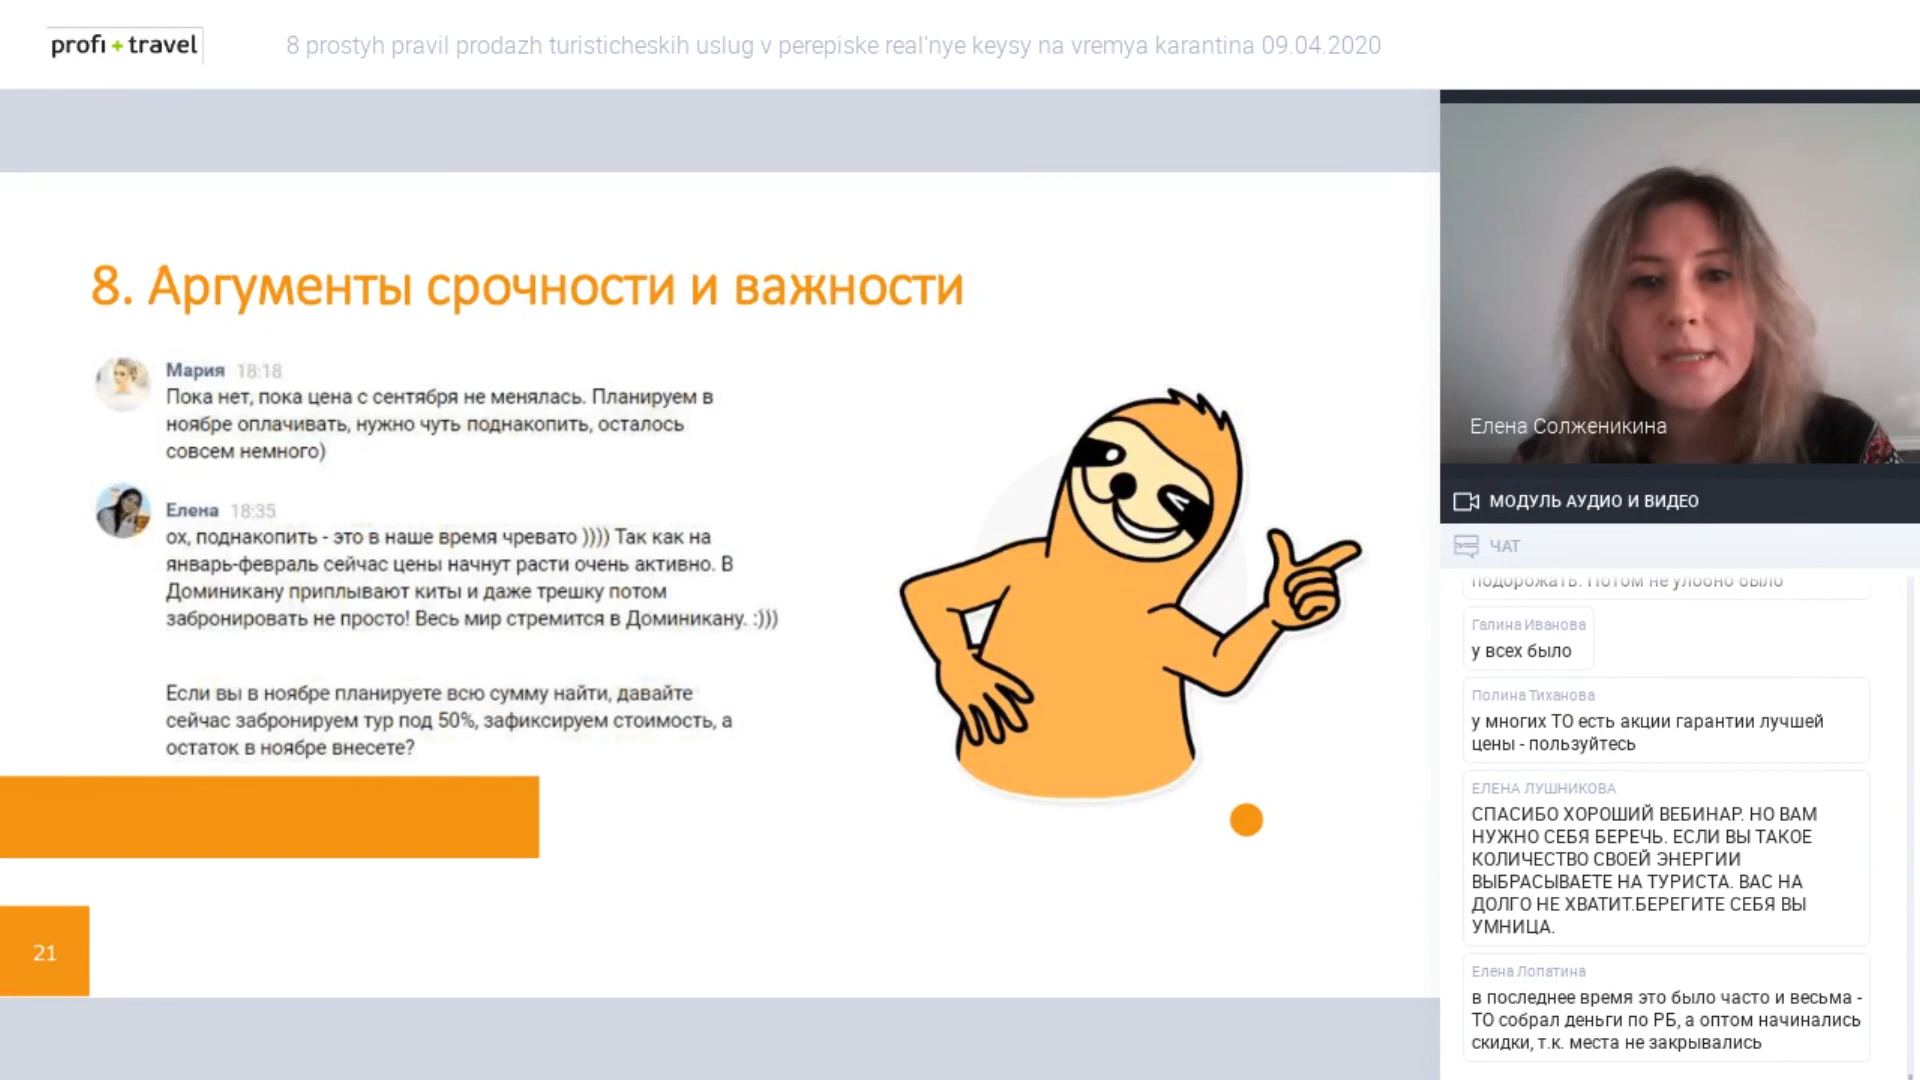 profi + travel
8 prostyh pravil prodazh turisticheskih uslug v perepiske real'nye keysy na vremya karantina 09.04.2020
8. Аргументы срочности и важности
Мария 18:18
Пока нет, пока цена с сентября не менялась. Планируем в
ноябре оплачивать, нужно чуть поднакопить, осталось
совсем немного)
Елена 18:35
ох, поднакопить - это в наше время чревато )))) Так как на
январь-февраль сейчас цены начнут расти очень активно. В
Доминикану приплывают киты и даже трешку потом
забронировать не просто! Весь мир стремится в Доминикану. :)))
Если вы в ноябре планируете всю сумму найти, давайте
сейчас забронируем тур под 50%, зафиксируем стоимость, а
остаток в ноябре внесете?
21
Елена Солженикина
МОДУЛЬ АУДИО И ВИДЕО
ЧАТ
подорожать. Потом не удобно было
Галина Иванова
у всех было
Полина Тиханова
у многих ТО есть акции гарантии лучшей
цены - пользуйтесь
ЕЛЕНА ЛУШНИКОВА
СПАСИБО ХОРОШИЙ ВЕБИНАР. НО ВАМ
НУЖНО СЕБЯ БЕРЕЧЬ. ЕСЛИ ВЫ ТАКОЕ
КОЛИЧЕСТВО СВОЕЙ ЭНЕРГИИ
ВЫБРАСЫВАЕТЕ НА ТУРИСТА. ВАС НА
ДОЛГО НЕ ХВАТИТ.БЕРЕГИТЕ СЕБЯ ВЫ
УМНИЦА.
Елена Лопатина
в последнее время это было часто и весьма -
ТО собрал деньги по РБ, а оптом начинались
скидки, т.к. места не закрывались